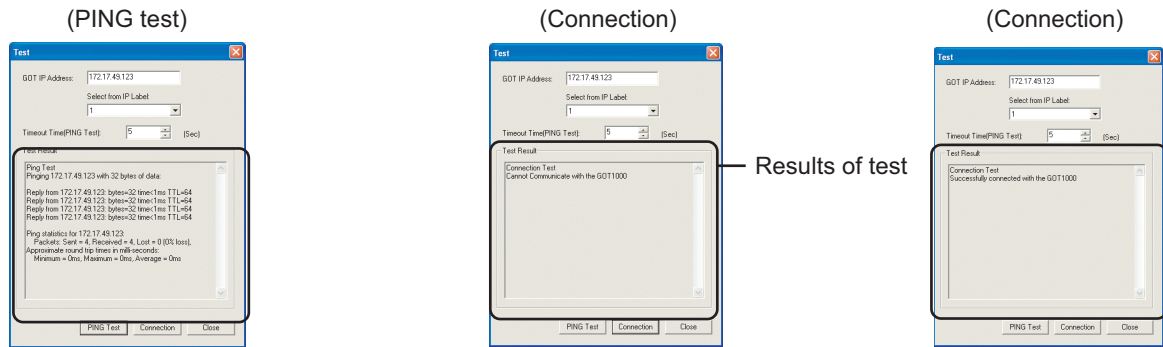 (PING test)
Test
GOT IP Address: 172.17.49.123
Select from IP Label:
1
Timeout Time(PING Test): 5 (Sec)
Test Result
Ping Test
Pinging 172.17.49.123 with 32 bytes of data:
Reply from 172.17.49.123: bytes=32 time<1ms TTL=64
Reply from 172.17.49.123: bytes=32 time<1ms TTL=64
Reply from 172.17.49.123: bytes=32 time<1ms TTL=64
Reply from 172.17.49.123: bytes=32 time<1ms TTL=64
Ping statistics for 172.17.49.123:
Packets: Sent = 4, Received = 4, Lost = 0 (0% loss),
Approximate round trip times in milli-seconds:
Minimum = 0ms, Maximum = 0ms, Average = 0ms
PING Test Connection Close
(Connection)
Test
GOT IP Address: 172.17.49.123
Select from IP Label:
1
Timeout Time(PING Test): 5 (Sec)
Test Result
Connection Test
Cannot Communicate with the GOT1000
PING Test Connection Close
Results of test
(Connection)
Test
GOT IP Address: 172.17.49.123
Select from IP Label:
1
Timeout Time(PING Test): 5 (Sec)
Test Result
Connection Test
Successfully connected with the GOT1000
PING Test Connection Close